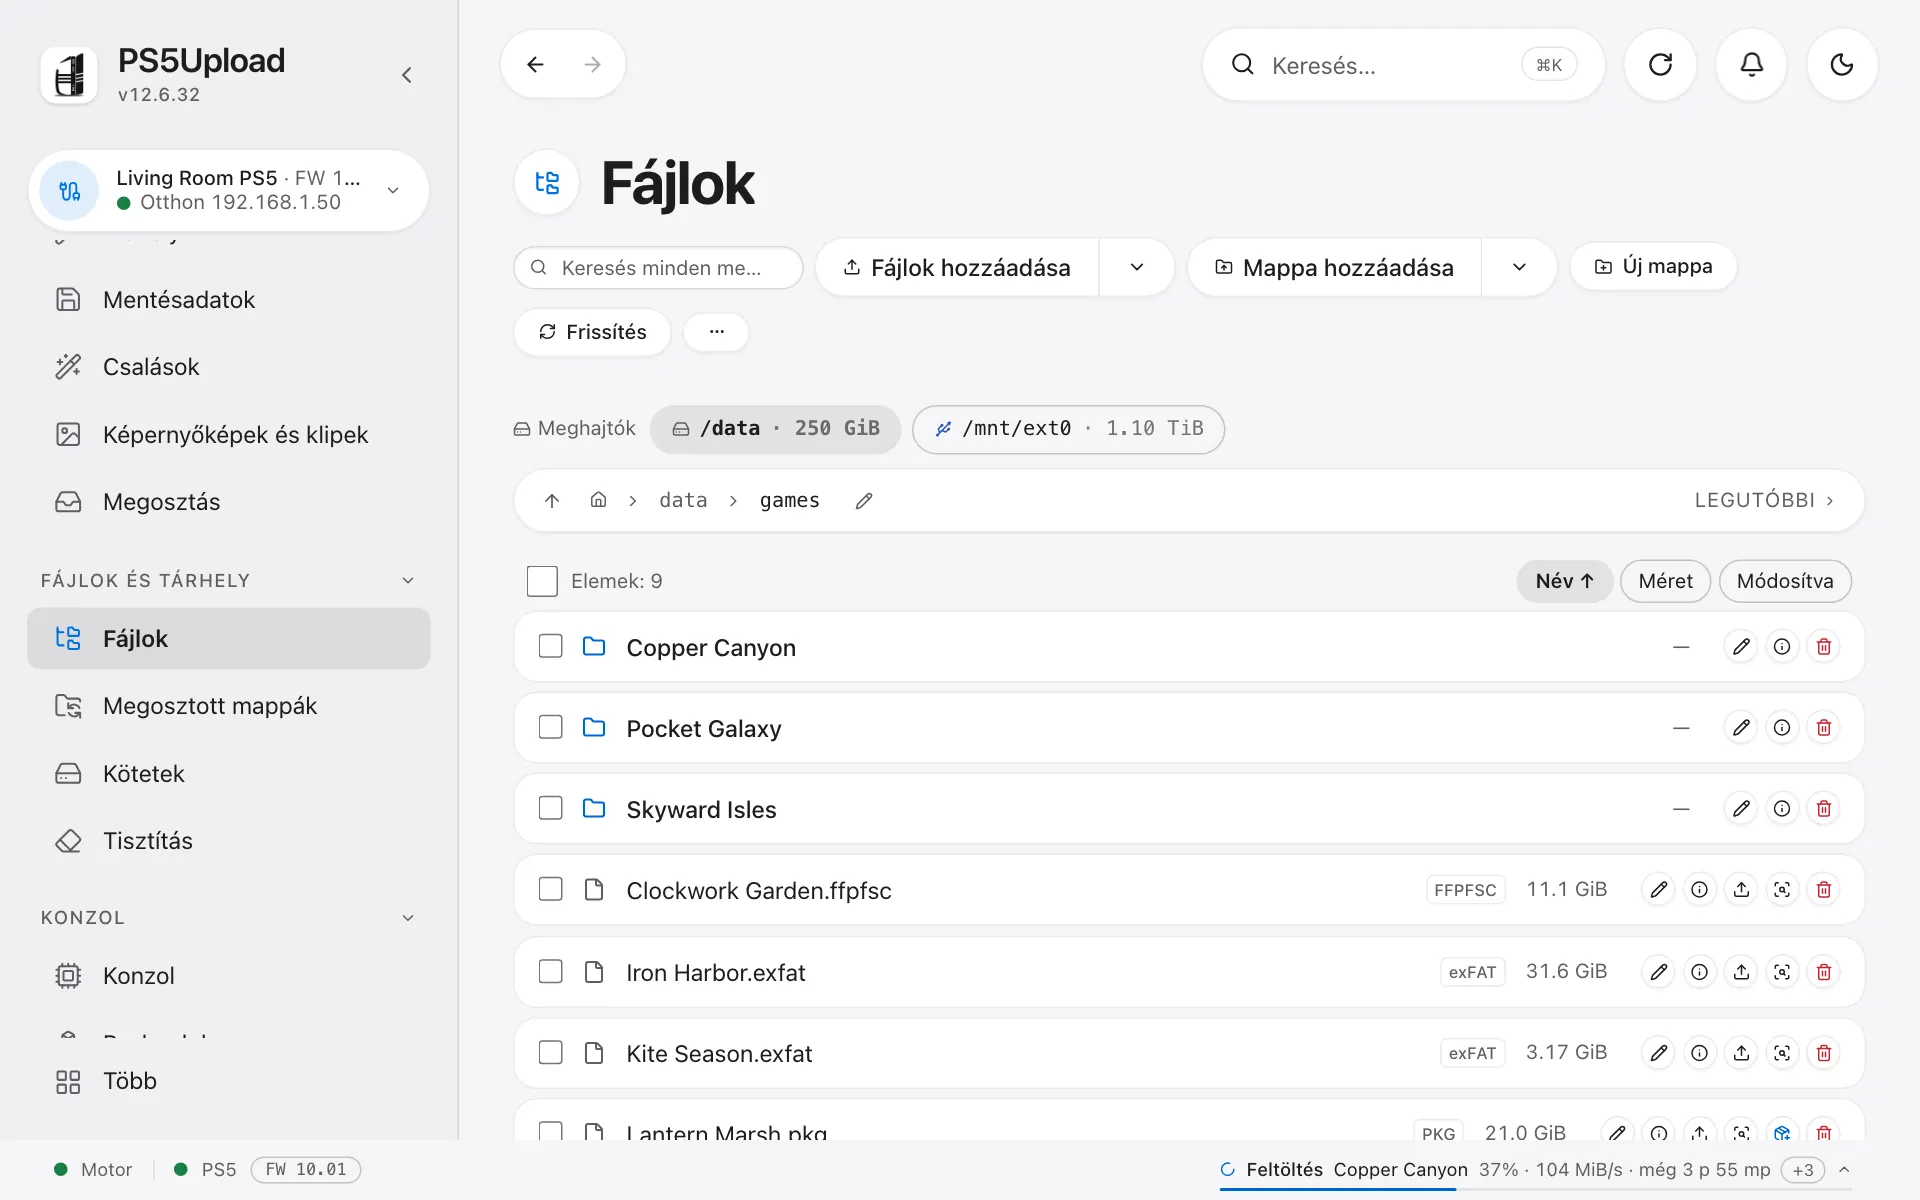 PS5Upload
v12.6.32
Living Room PS5 · FW 1...
Otthon 192.168.1.50
Mentésadatok
Csalások
Képernyőképek és klipek
Megosztás
FÁJLOK ÉS TÁRHELY
Fájlok
Megosztott mappák
Kötetek
Tisztítás
KONZOL
Konzol
Több
Keresés...
⌘K
Fájlok
Keresés minden me...
Fájlok hozzáadása
Mappa hozzáadása
Új mappa
Frissítés
Meghajtók
/data · 250 GiB
/mnt/ext0 · 1.10 TiB
data
games
LEGUTÓBBI
Elemek: 9
Név ↑
Méret
Módosítva
Copper Canyon —
Pocket Galaxy —
Skyward Isles —
Clockwork Garden.ffpfsc FFPFSC 11.1 GiB
Iron Harbor.exfat exFAT 31.6 GiB
Kite Season.exfat exFAT 3.17 GiB
Lantern Marsh.pkg PKG 21.0 GiB
Motor
PS5
FW 10.01
Feltöltés Copper Canyon 37% · 104 MiB/s · még 3 p 55 mp +3